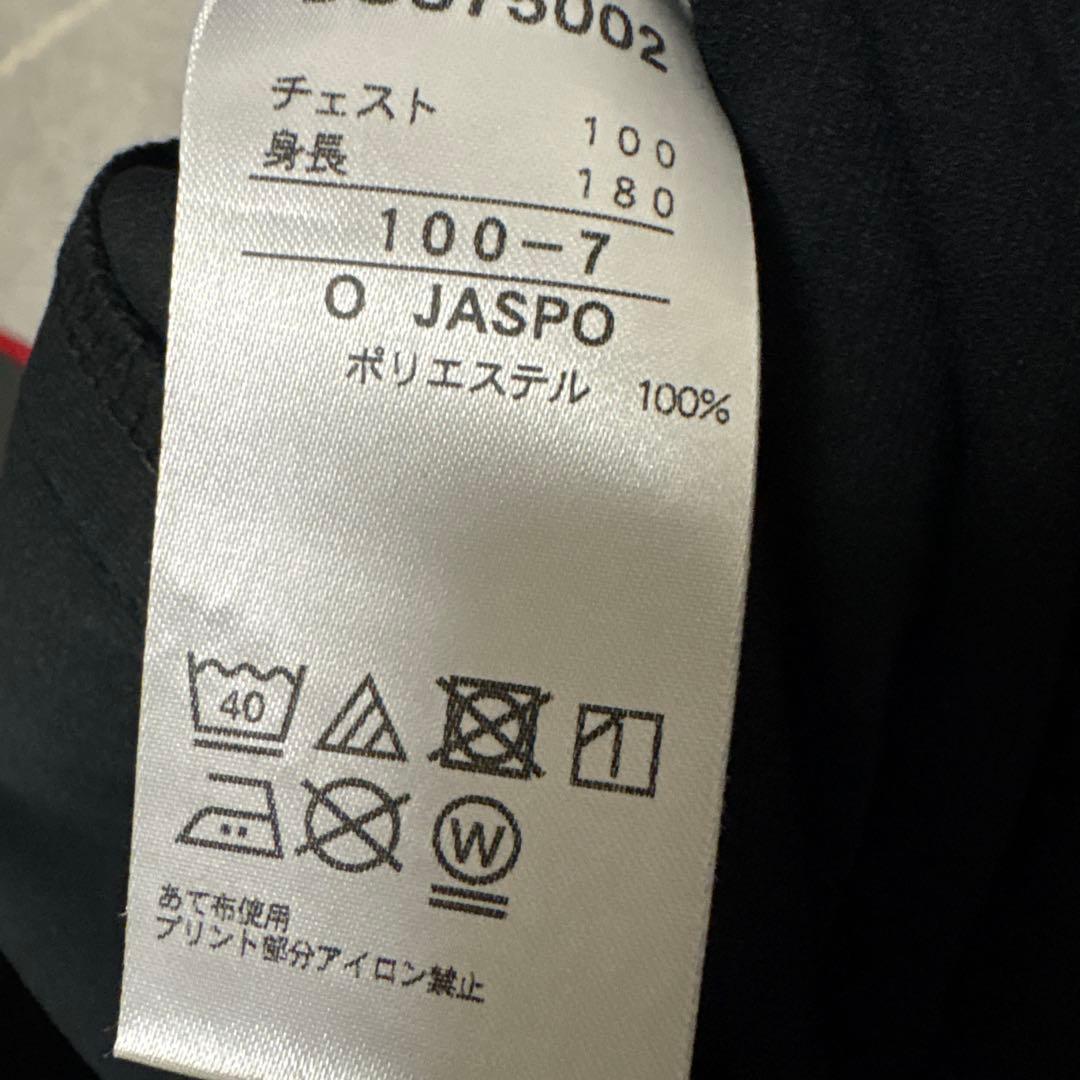 チェスト 100
身長 180
100-7
O JASPO
ポリエステル 100%
40
W
あて布使用
プリント部分アイロン禁止